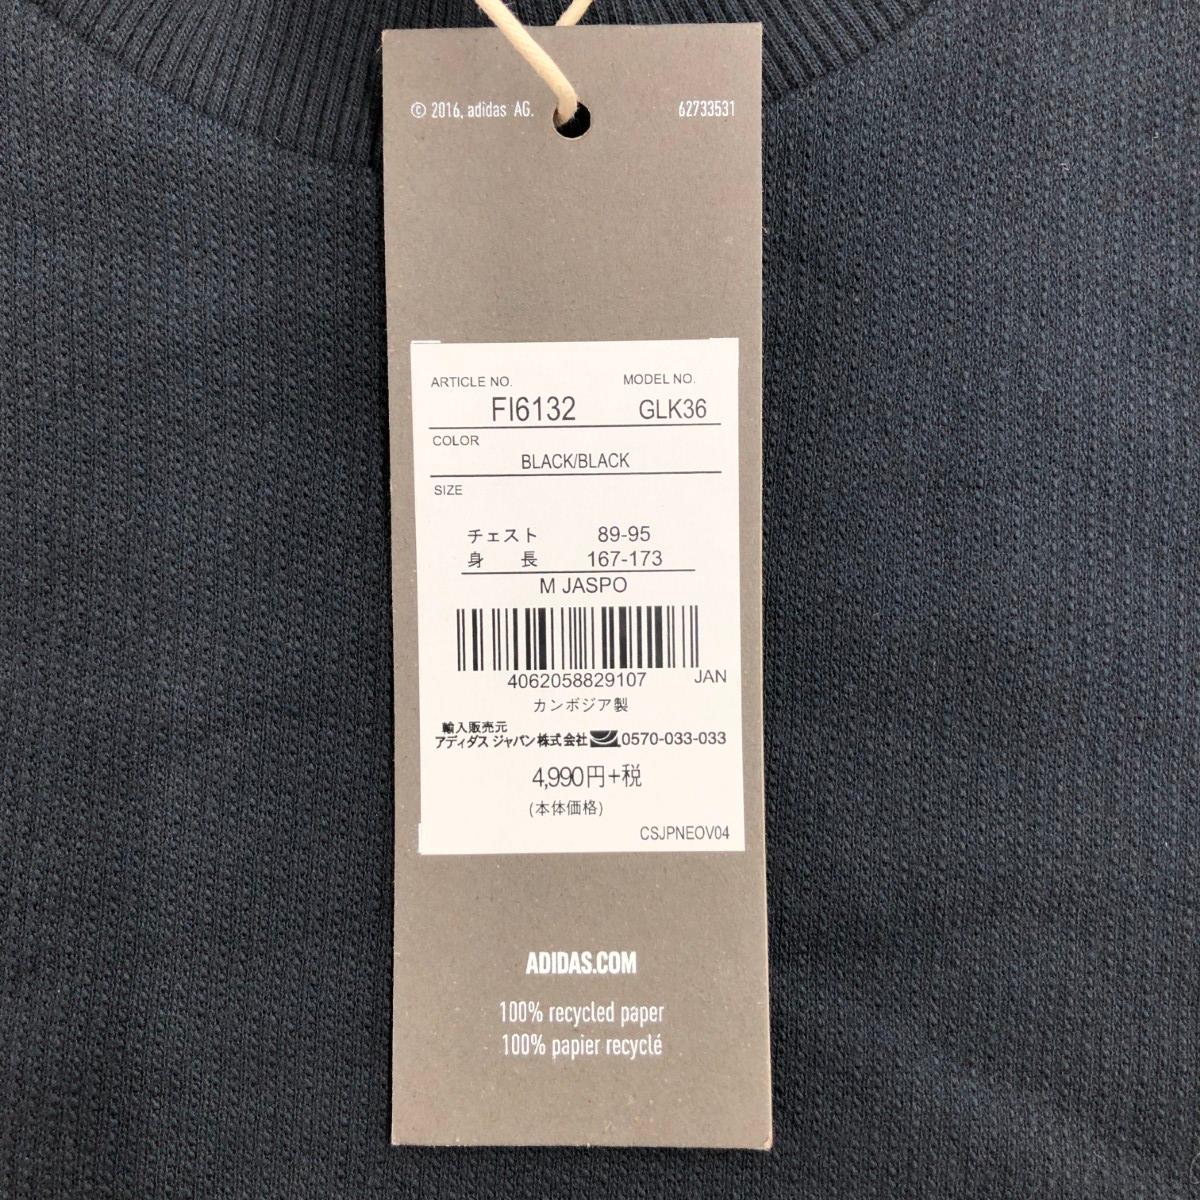 © 2016, adidas AG. 62733531
ARTICLE NO. MODEL NO.
FI6132 GLK36
COLOR
BLACK/BLACK
SIZE
チェスト 89-95
身 長 167-173
M JASPO
4062058829107 JAN
カンボジア製
輸入販売元
アディダス ジャパン株式会社 0570-033-033
4,990円+税
(本体価格)
CSJPNEOV04
ADIDAS.COM
100% recycled paper
100% papier recyclé